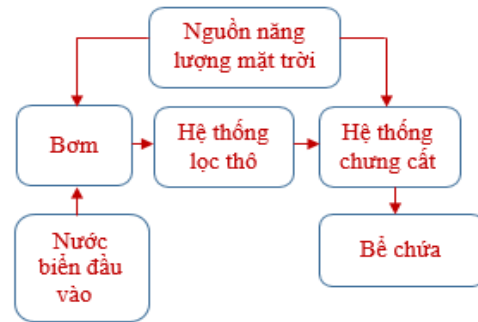 Nguồn năng
lượng mặt trời
Bơm
Hệ thống
lọc thô
Hệ thống
chưng cất
Nước
biển đầu
vào
Bể chứa